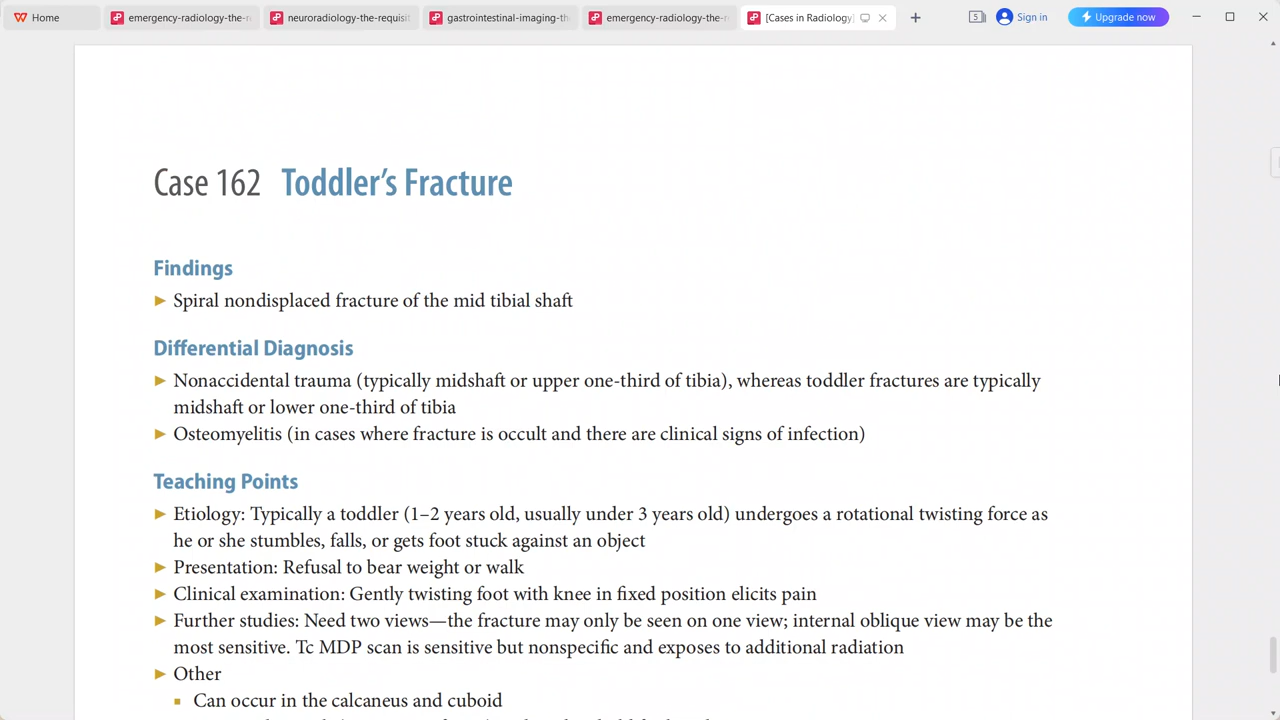 Home
emergency-radiology-the-r
neuroradiology-the-requisit
gastrointestinal-imaging-th
emergency-radiology-the-r
[Cases in Radiology]
5
Sign in
Upgrade now
Case 162 Toddler's Fracture
Findings
► Spiral nondisplaced fracture of the mid tibial shaft
Differential Diagnosis
► Nonaccidental trauma (typically midshaft or upper one-third of tibia), whereas toddler fractures are typically
midshaft or lower one-third of tibia
► Osteomyelitis (in cases where fracture is occult and there are clinical signs of infection)
Teaching Points
► Etiology: Typically a toddler (1–2 years old, usually under 3 years old) undergoes a rotational twisting force as
he or she stumbles, falls, or gets foot stuck against an object
► Presentation: Refusal to bear weight or walk
► Clinical examination: Gently twisting foot with knee in fixed position elicits pain
► Further studies: Need two views—the fracture may only be seen on one view; internal oblique view may be the
most sensitive. Tc MDP scan is sensitive but nonspecific and exposes to additional radiation
► Other
▪ Can occur in the calcaneus and cuboid